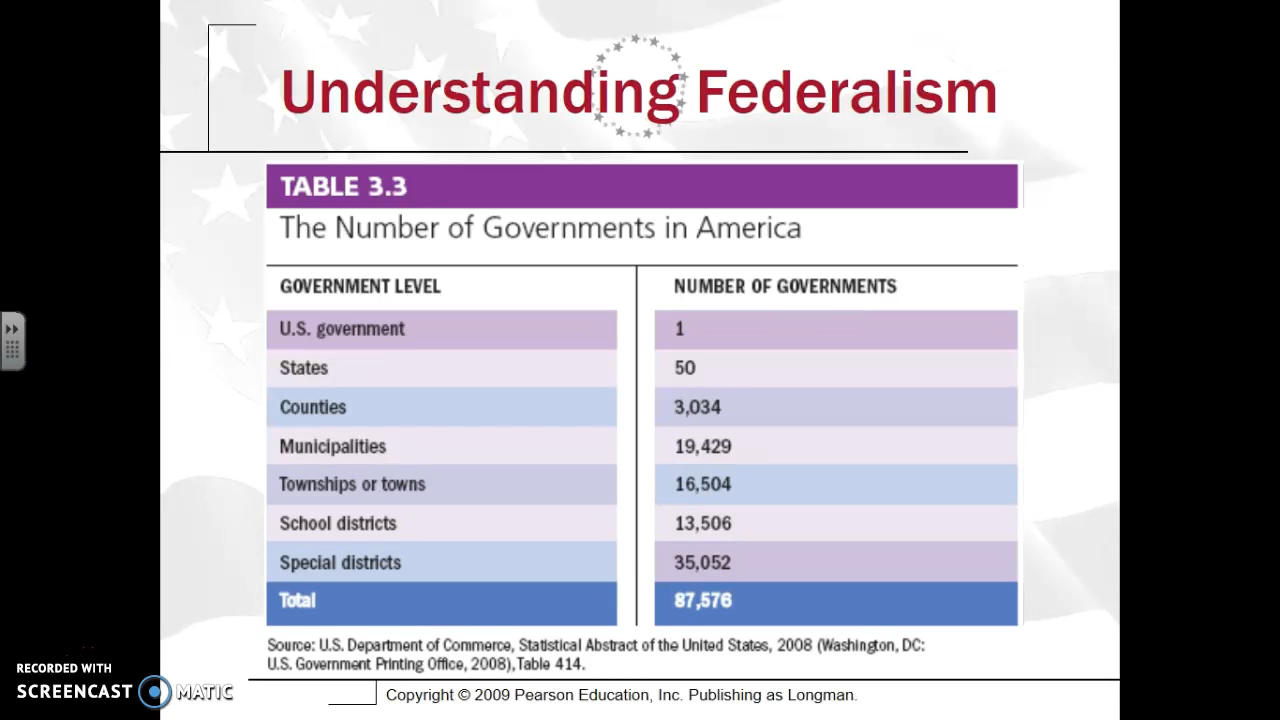 Understanding Federalism
TABLE 3.3
The Number of Governments in America
GOVERNMENT LEVEL NUMBER OF GOVERNMENTS
U.S. government 1
States 50
Counties 3,034
Municipalities 19,429
Townships or towns 16,504
School districts 13,506
Special districts 35,052
Total 87,576
Source: U.S. Department of Commerce, Statistical Abstract of the United States, 2008 (Washington, DC:
U.S. Government Printing Office, 2008), Table 414.
Copyright © 2009 Pearson Education, Inc. Publishing as Longman.
RECORDED WITH
SCREENCAST MATIC